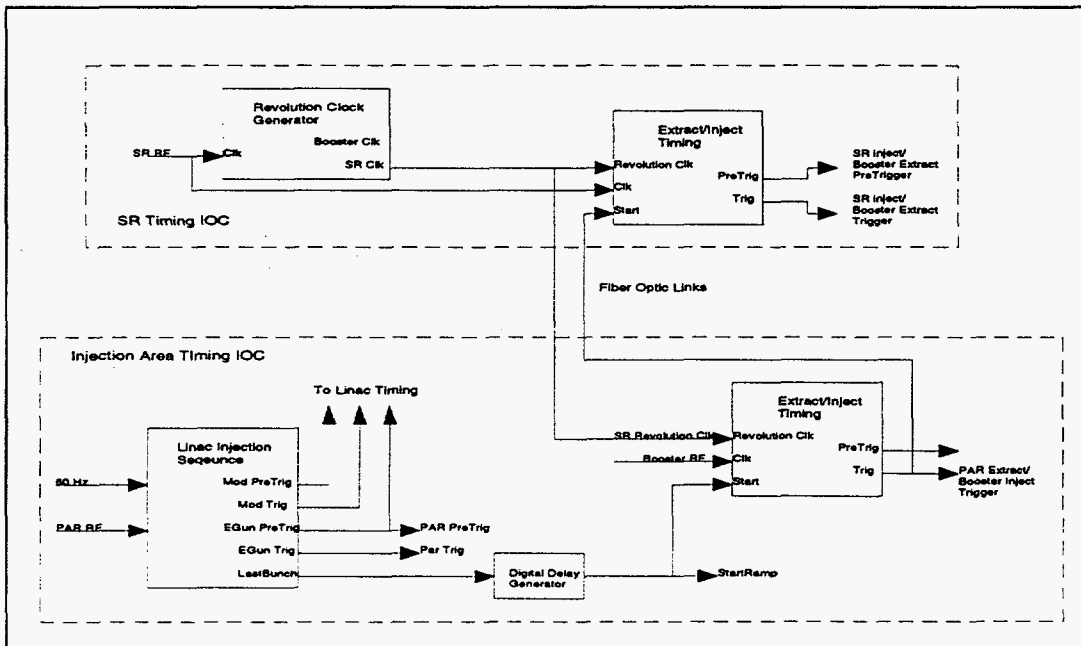 Revolution Clock
Generator
Booster Clk
SR RF
Clk
SR Clk
SR Timing IOC
Extract/Inject
Timing
Revolution Clk
PreTrig
Clk
Trig
Start
SR Inject/
Booster Extract
PreTrigger
SR Inject/
Booster Extract
Trigger
Fiber Optic Links
Injection Area Timing IOC
To Linac Timing
Linac Injection
Seqeunce
60 Hz
Mod PreTrig
Mod Trig
PAR RF
EGun PreTrig
PAR PreTrig
EGun Trig
Par Trig
LastBunch
Digital Delay
Generator
StartRamp
Extract/Inject
Timing
SR Revolution Clk
Revolution Clk
PreTrig
Booster RF
Clk
Trig
Start
PAR Extract/
Booster Inject
Trigger